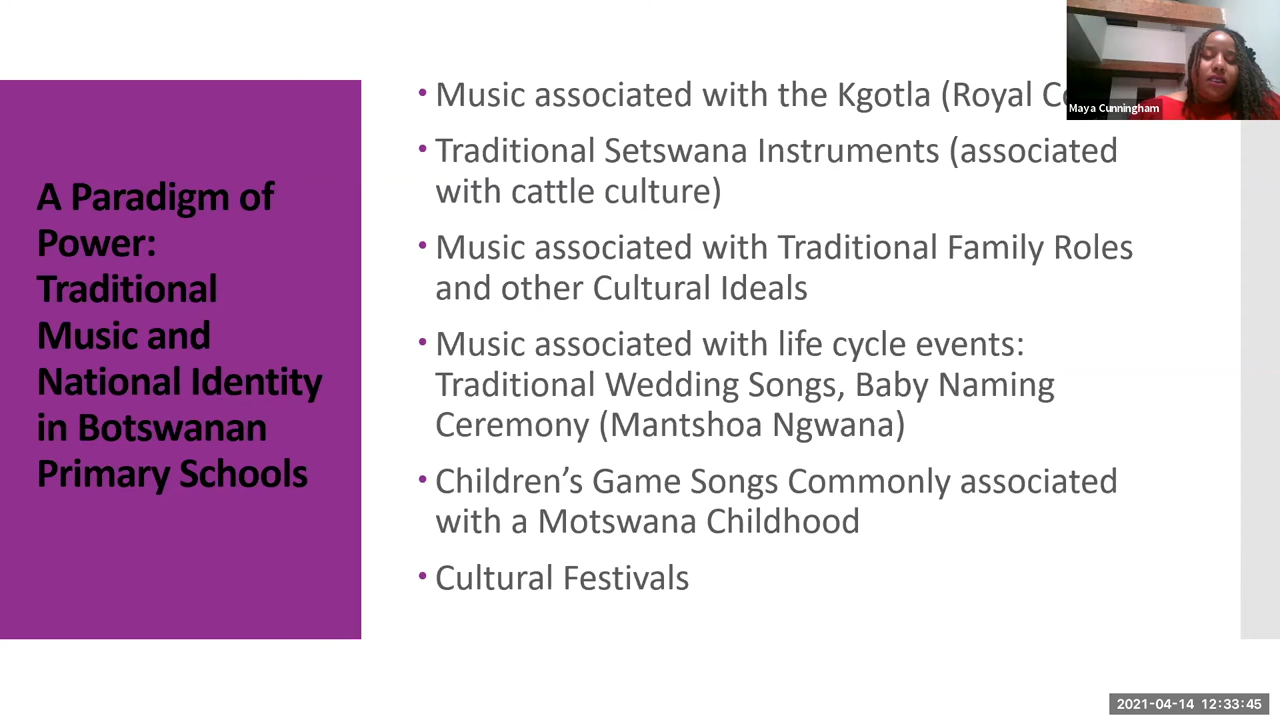 A Paradigm of
Power:
Traditional
Music and
National Identity
in Botswanan
Primary Schools
• Music associated with the Kgotla (Royal
• Traditional Setswana Instruments (associated
with cattle culture)
• Music associated with Traditional Family Roles
and other Cultural Ideals
• Music associated with life cycle events:
Traditional Wedding Songs, Baby Naming
Ceremony (Mantshoa Ngwana)
• Children’s Game Songs Commonly associated
with a Motswana Childhood
• Cultural Festivals
Maya Cunningham
2021-04-14 12:33:45